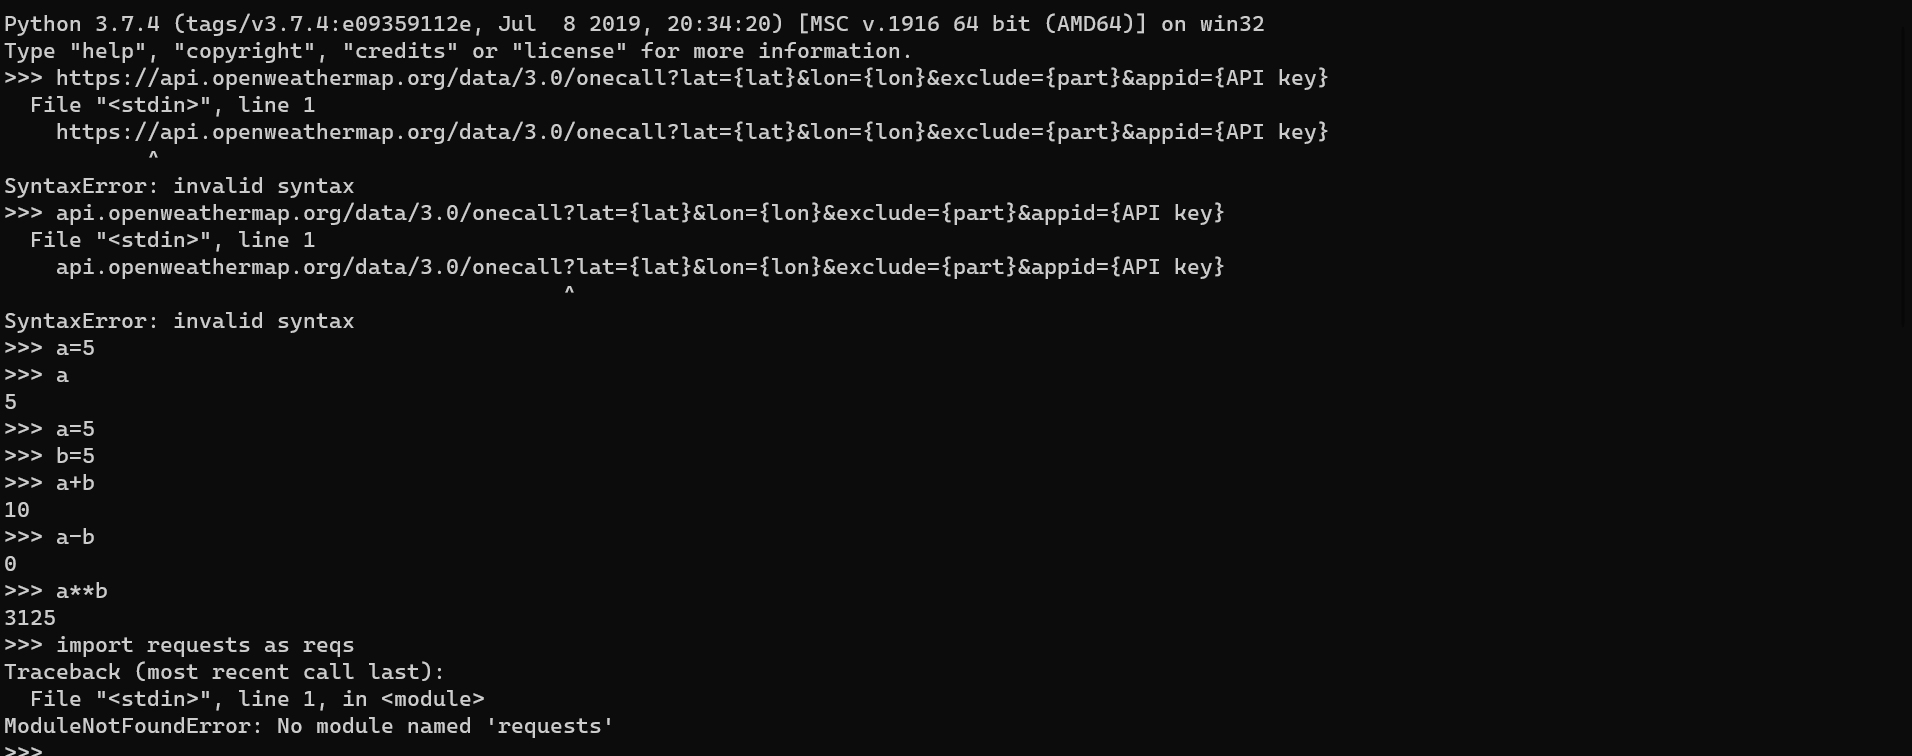 Python 3.7.4 (tags/v3.7.4:e09359112e, Jul  8 2019, 20:34:20) [MSC v.1916 64 bit (AMD64)] on win32
Type "help", "copyright", "credits" or "license" for more information.
>>> https://api.openweathermap.org/data/3.0/onecall?lat={lat}&lon={lon}&exclude={part}&appid={API key}
  File "<stdin>", line 1
    https://api.openweathermap.org/data/3.0/onecall?lat={lat}&lon={lon}&exclude={part}&appid={API key}
           ^
SyntaxError: invalid syntax
>>> api.openweathermap.org/data/3.0/onecall?lat={lat}&lon={lon}&exclude={part}&appid={API key}
  File "<stdin>", line 1
    api.openweathermap.org/data/3.0/onecall?lat={lat}&lon={lon}&exclude={part}&appid={API key}
                                           ^
SyntaxError: invalid syntax
>>> a=5
>>> a
5
>>> a=5
>>> b=5
>>> a+b
10
>>> a-b
0
>>> a**b
3125
>>> import requests as reqs
Traceback (most recent call last):
  File "<stdin>", line 1, in <module>
ModuleNotFoundError: No module named 'requests'
>>>